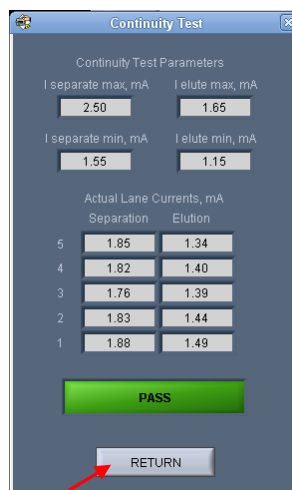 Continuity Test
Continuity Test Parameters
I separate max, mA I elute max, mA
2.50 1.65
I separate min, mA I elute min, mA
1.55 1.15
Actual Lane Currents, mA
Separation Elution
5 1.85 1.34
4 1.82 1.40
3 1.76 1.39
2 1.83 1.44
1 1.88 1.49
PASS
RETURN